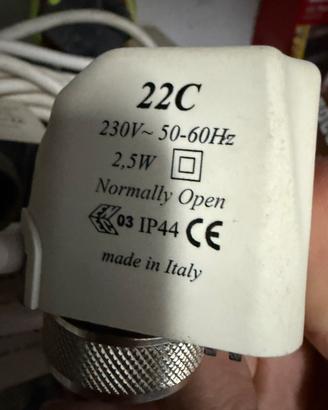 22C
230V~ 50-60Hz
2,5W
Normally Open
03 IP44 CE
made in Italy